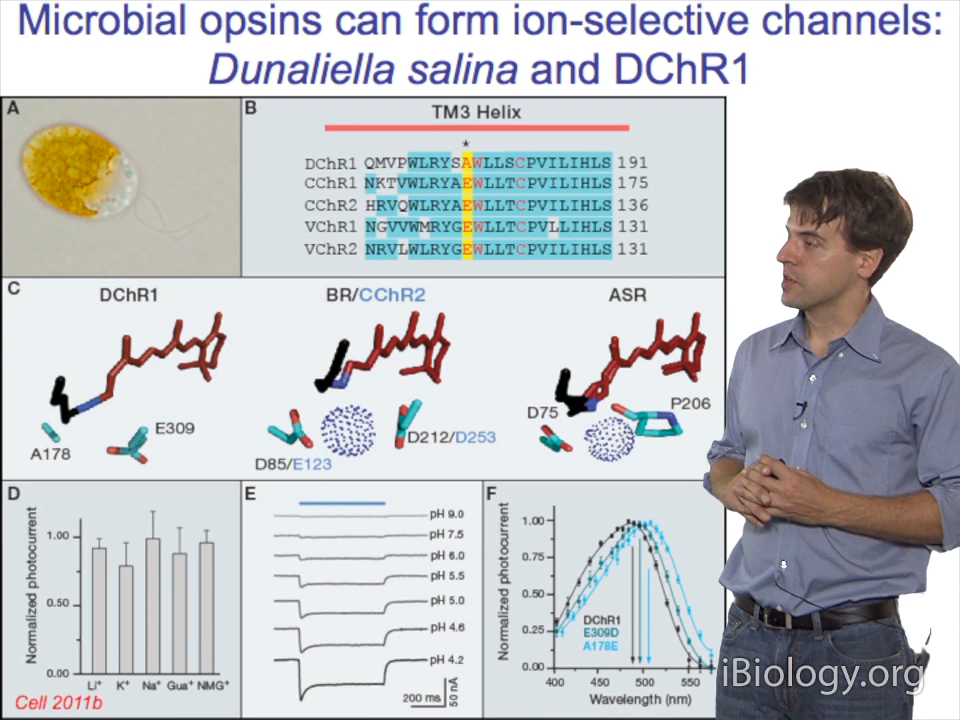 Microbial opsins can form ion-selective channels:
Dunaliella salina and DChR1
A
B
TM3 Helix
*
DChR1 QMVPWLRYSAWLLSCPVILIHLS 191
CChR1 NKTVWLRYAEWLLTCPVILIHLS 175
CChR2 HRVQWLRYAEWLLTCPVILIHLS 136
VChR1 NGVVWMRYGEWLLTCPVLLIHLS 131
VChR2 NRVLWLRYGEWLLTCPVILIHLS 131
C
DChR1
BR/CChR2
ASR
A178
E309
D85/E123
D212/D253
D75
P206
D
Normalized photocurrent
1.00
0.50
0.00
Li+ K+ Na+ Gua+ NMG+
Cell 2011b
E
pH 9.0
pH 7.5
pH 6.0
pH 5.5
pH 5.0
pH 4.6
pH 4.2
200 ms
50 nA
F
Normalized photocurrent
1.00
0.75
0.50
0.25
0.00
DChR1
E309D
A178E
400 450 500 550
Wavelength (nm)
iBiology.org